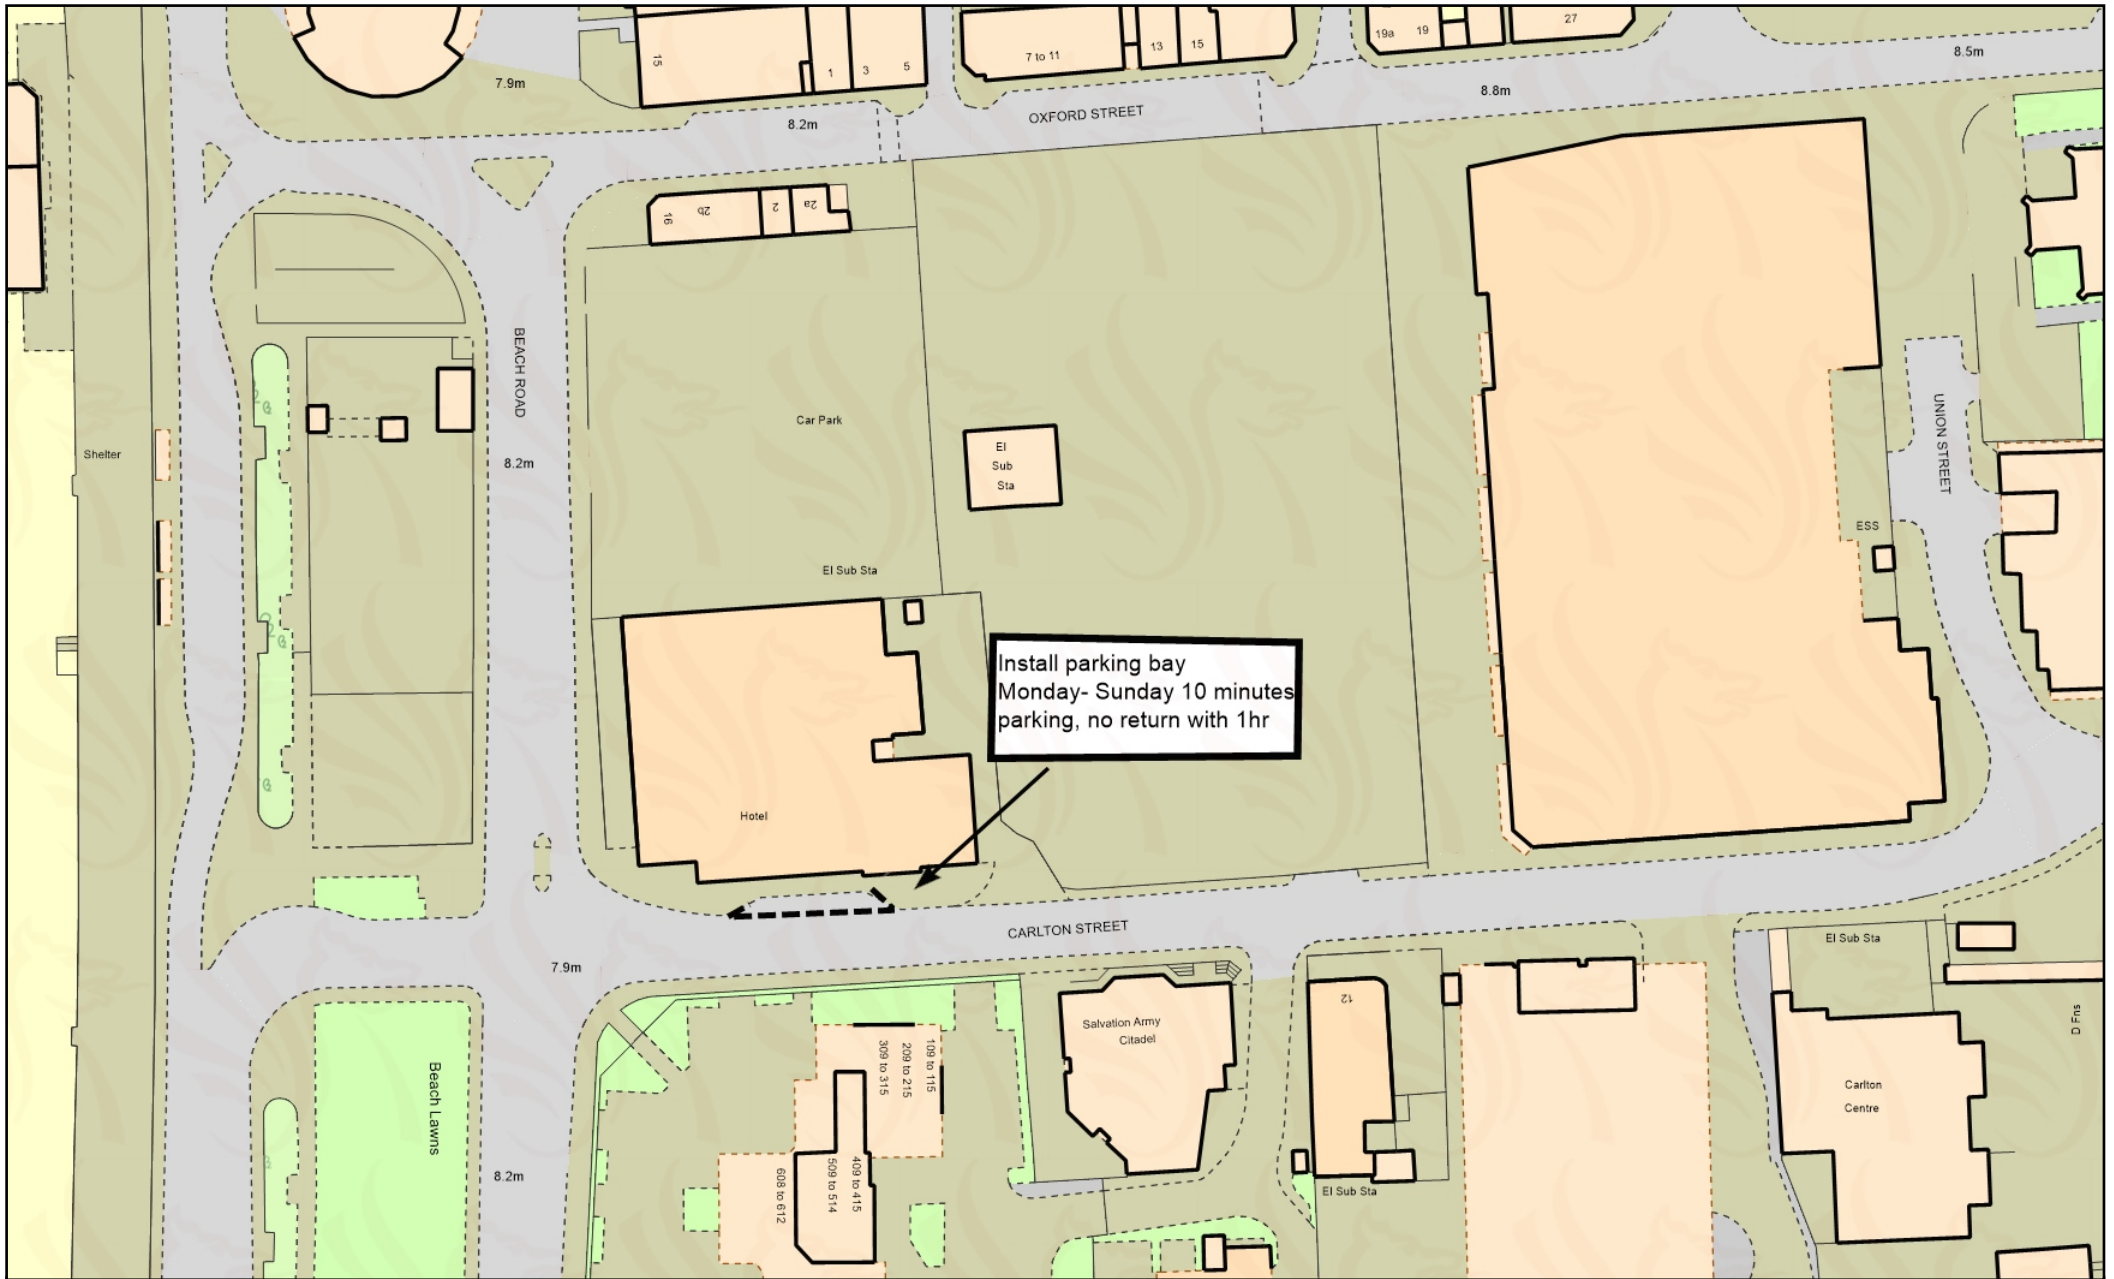 15
1
3
5
7 to 11
13
15
19a
19
27
8.5m
7.9m
8.8m
8.2m
OXFORD STREET
16
2b
2
2a
BEACH ROAD
Car Park
8.2m
Shelter
El
Sub
Sta
UNION STREET
ESS
El Sub Sta
Install parking bay
Monday- Sunday 10 minutes
parking, no return with 1hr
Hotel
CARLTON STREET
7.9m
El Sub Sta
12
Salvation Army
Citadel
D Fns
Beach Lawns
109 to 115
209 to 215
309 to 315
Carlton
Centre
409 to 415
509 to 514
608 to 612
8.2m
El Sub Sta